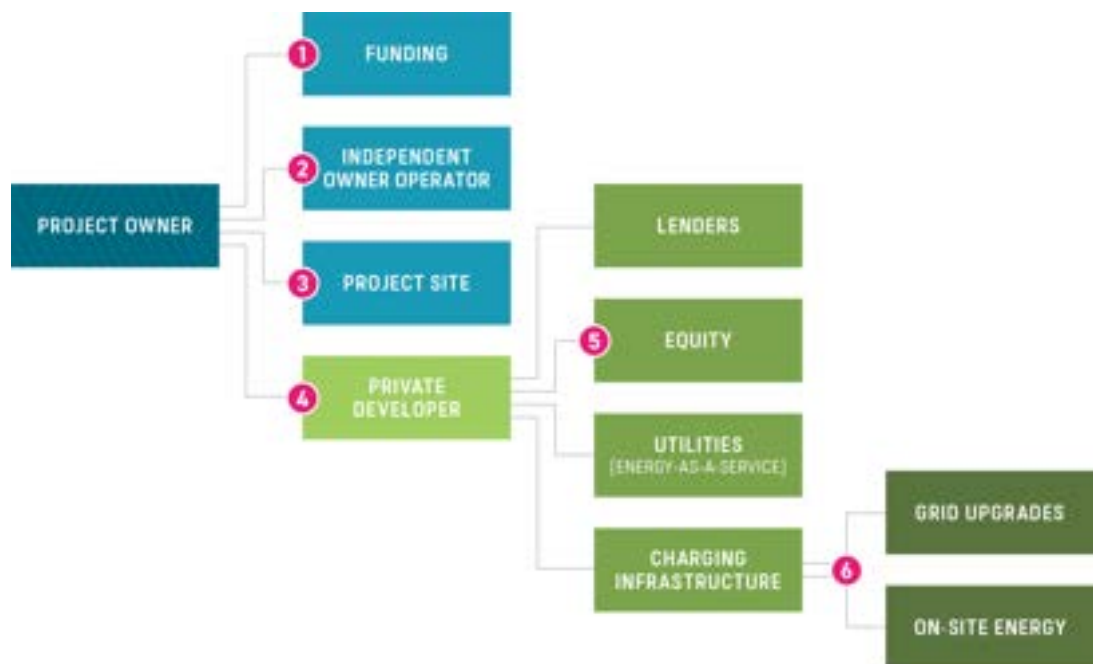 1
FUNDING
2
INDEPENDENT
OWNER OPERATOR
PROJECT OWNER
3
PROJECT SITE
4
PRIVATE
DEVELOPER
LENDERS
5
EQUITY
UTILITIES
(ENERGY-AS-A-SERVICE)
CHARGING
INFRASTRUCTURE
6
GRID UPGRADES
ON-SITE ENERGY